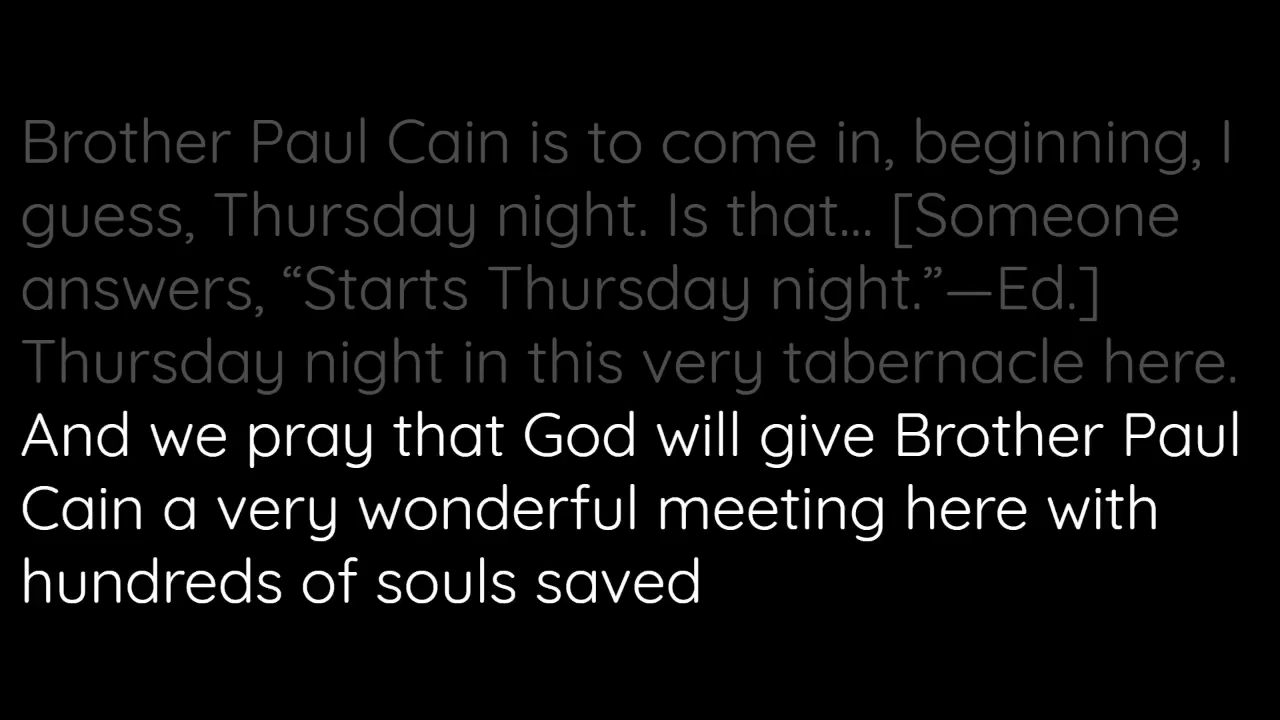 Brother Paul Cain is to come in, beginning, I
guess, Thursday night. Is that... [Someone
answers, “Starts Thursday night.”—Ed.]
Thursday night in this very tabernacle here.
And we pray that God will give Brother Paul
Cain a very wonderful meeting here with
hundreds of souls saved